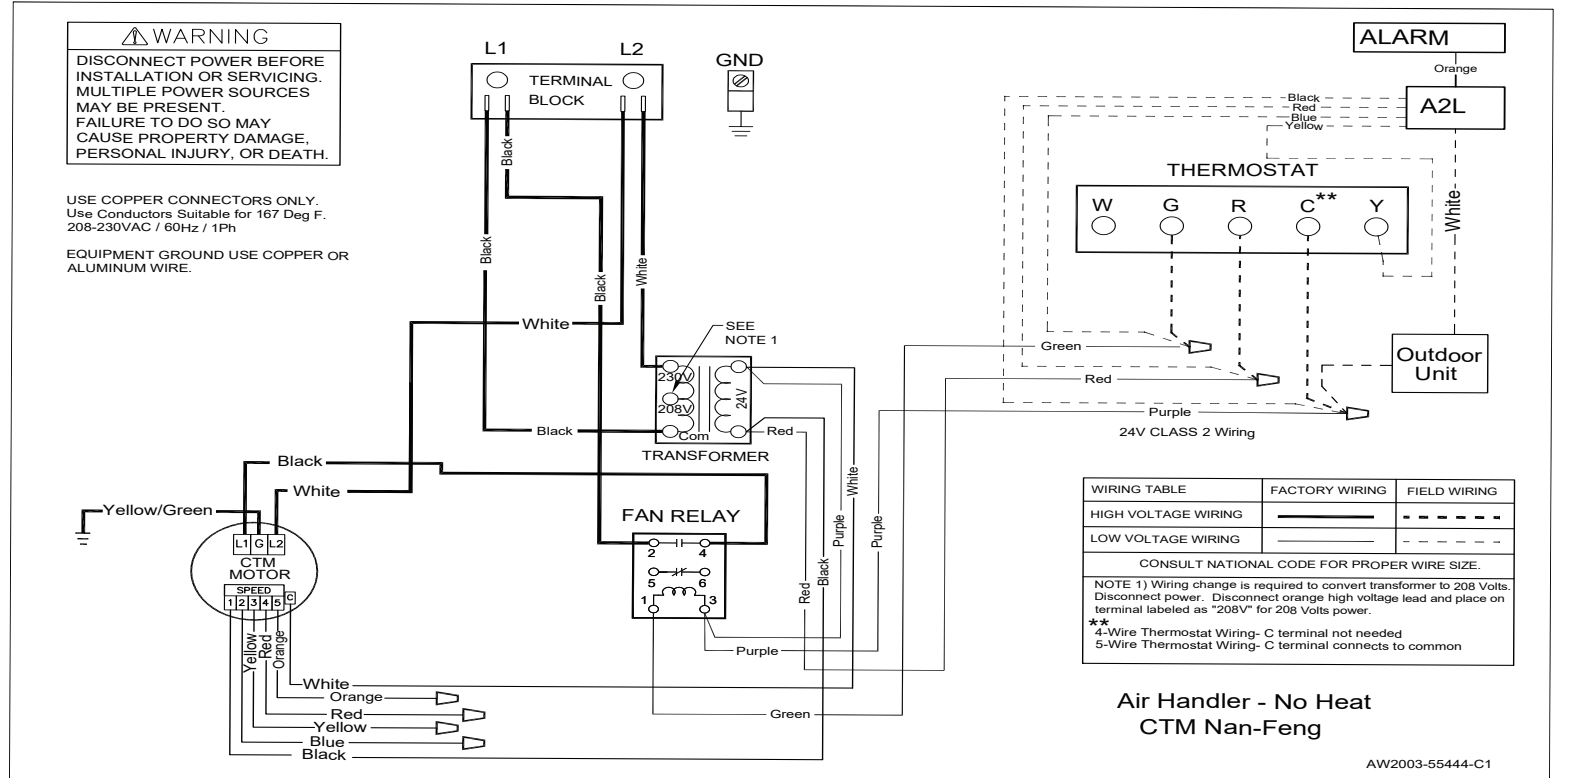 WARNING
DISCONNECT POWER BEFORE
INSTALLATION OR SERVICING.
MULTIPLE POWER SOURCES
MAY BE PRESENT.
FAILURE TO DO SO MAY
CAUSE PROPERTY DAMAGE,
PERSONAL INJURY, OR DEATH.
USE COPPER CONNECTORS ONLY.
Use Conductors Suitable for 167 Deg F.
208-230VAC / 60Hz / 1Ph
EQUIPMENT GROUND USE COPPER OR
ALUMINUM WIRE.
L1
L2
TERMINAL
BLOCK
GND
Black
Black
Black
White
White
SEE
NOTE 1
230V
208V
Com
24V
TRANSFORMER
Black
Red
Black
White
Yellow/Green
L1 G L2
CTM
MOTOR
SPEED
1 2 3 4 5 C
Yellow
Red
Orange
White
Orange
Red
Yellow
Blue
Black
FAN RELAY
2
4
5
6
1
3
Purple
Green
Red
Black
Purple
White
Purple
ALARM
Orange
A2L
Black
Red
Blue
Yellow
White
THERMOSTAT
W G R C** Y
Green
Red
Purple
24V CLASS 2 Wiring
Outdoor
Unit
WIRING TABLE FACTORY WIRING FIELD WIRING
HIGH VOLTAGE WIRING
LOW VOLTAGE WIRING
CONSULT NATIONAL CODE FOR PROPER WIRE SIZE.
NOTE 1) Wiring change is required to convert transformer to 208 Volts.
Disconnect power. Disconnect orange high voltage lead and place on
terminal labeled as "208V" for 208 Volts power.
**
4-Wire Thermostat Wiring- C terminal not needed
5-Wire Thermostat Wiring- C terminal connects to common
Air Handler - No Heat
CTM Nan-Feng
AW2003-55444-C1